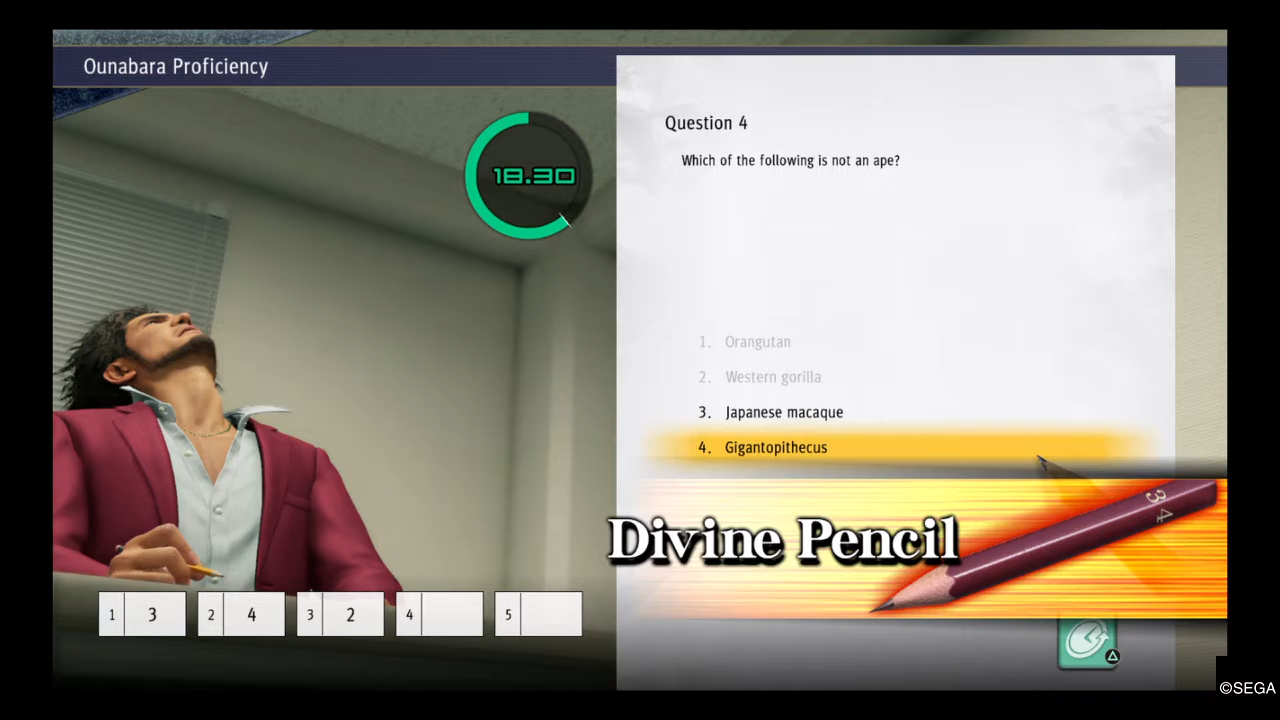 Ounabara Proficiency
18.30
Question 4
Which of the following is not an ape?
1. Orangutan
2. Western gorilla
3. Japanese macaque
4. Gigantopithecus
3 4
Divine Pencil
1 3 2 4 3 2 4 5
©SEGA